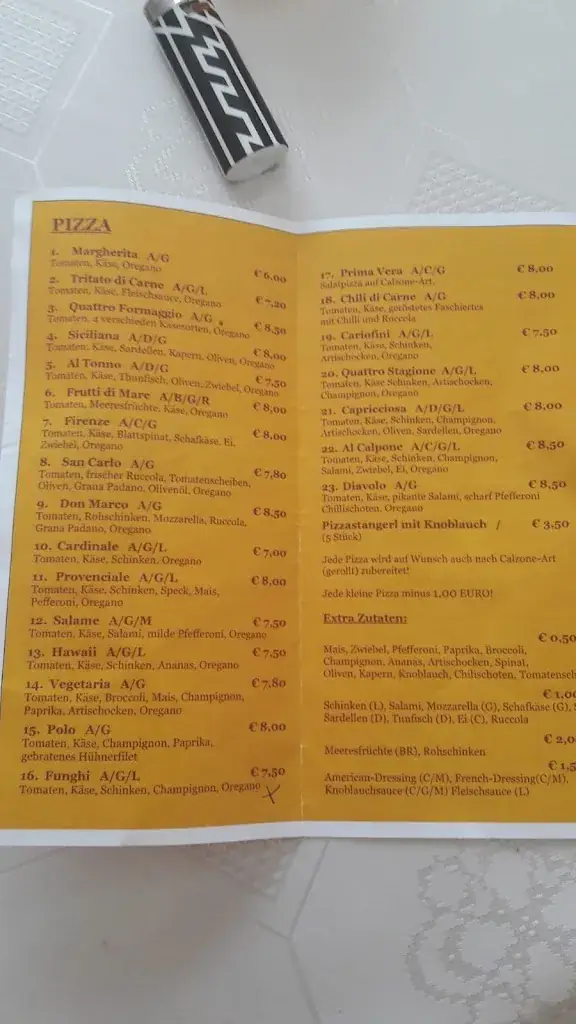 PIZZA
1. Margherita A/G € 6,00
Tomaten, Käse, Oregano
2. Tritato di Carne A/G/L € 7,20
Tomaten, Käse, Fleischsauce, Oregano
3. Quattro Formaggio A/G € 8,50
Tomaten, 4 verschieden Käsesorten, Oregano
4. Siciliana A/D/G € 8,00
Tomaten, Käse, Sardellen, Kapern, Oliven, Oregano
5. Al Tonno A/D/G € 7,50
Tomaten, Käse, Thunfisch, Oliven, Zwiebel, Oregano
6. Frutti di Mare A/B/G/R € 8,00
Tomaten, Meeresfrüchte, Käse, Oregano
7. Firenze A/C/G € 8,00
Tomaten, Käse, Blattspinat, Schafkäse, Ei,
Zwiebel, Oregano
8. San Carlo A/G € 7,80
Tomaten, frischer Ruccola, Tomatenscheiben,
Oliven, Grana Padano, Olivenöl, Oregano
9. Don Marco A/G € 8,50
Tomaten, Rohschinken, Mozzarella, Ruccola,
Grana Padano, Oregano
10. Cardinale A/G/L € 7,00
Tomaten, Käse, Schinken, Oregano
11. Provenciale A/G/L € 8,00
Tomaten, Käse, Schinken, Speck, Mais,
Pefferoni, Oregano
12. Salame A/G/M € 7,50
Tomaten, Käse, Salami, milde Pfefferoni, Oregano
13. Hawaii A/G/L € 7,50
Tomaten, Käse, Schinken, Ananas, Oregano
14. Vegetaria A/G € 7,80
Tomaten, Käse, Broccoli, Mais, Champignon,
Paprika, Artischocken, Oregano
15. Polo A/G € 8,00
Tomaten, Käse, Champignon, Paprika,
gebratenes Hühnerfilet
16. Funghi A/G/L € 7,50
Tomaten, Käse, Schinken, Champignon, Oregano
X
17. Prima Vera A/C/G € 8,00
Salatpizza auf Calzone-Art.
18. Chili di Carne A/G € 8,00
Tomaten, Käse, geröstetes Faschiertes
mit Chilli und Ruccola
19. Cariofini A/G/L € 7,50
Tomaten, Käse, Schinken,
Artischocken, Oregano
20. Quattro Stagione A/G/L € 8,00
Tomaten, Käse Schinken, Artischocken,
Champignon, Oregano
21. Capricciosa A/D/G/L € 8,00
Tomaten, Käse, Schinken, Champignon,
Artischocken, Oliven, Sardellen, Oregano
22. Al Calpone A/C/G/L € 8,50
Tomaten, Käse, Schinken, Champignon,
Salami, Zwiebel, Ei, Oregano
23. Diavolo A/G € 8,50
Tomaten, Käse, pikante Salami, scharf Pfefferoni
Chillischoten, Oregano
Pizzastangerl mit Knoblauch / € 3,50
(5 Stück)
Jede Pizza wird auf Wunsch auch nach Calzone-Art
(gerollt) zubereitet!
Jede kleine Pizza minus 1,00 EURO!
Extra Zutaten:
€ 0,50
Mais, Zwiebel, Pfefferoni, Paprika, Broccoli,
Champignon, Ananas, Artischocken, Spinat,
Oliven, Kapern, Knoblauch, Chilischoten, Tomatensch
€ 1,00
Schinken (L), Salami, Mozzarella (G), Schafkäse (G),
Sardellen (D), Tunfisch (D), Ei (C), Ruccola
€ 2,0
Meeresfrüchte (BR), Rohschinken
€ 1,5
American-Dressing (C/M), French-Dressing(C/M),
Knoblauchsauce (C/G/M) Fleischsauce (L)